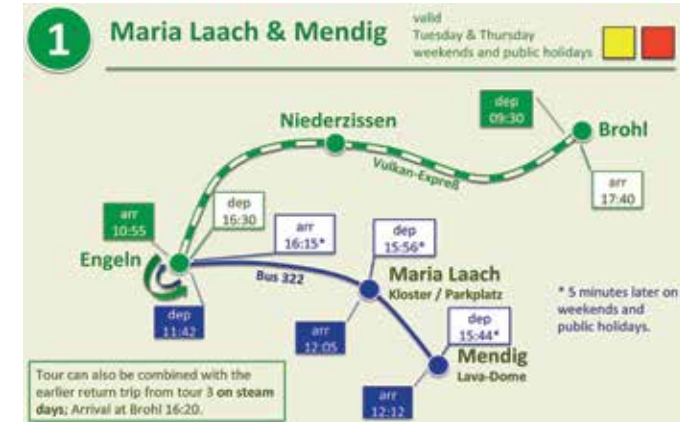 1
Maria Laach & Mendig
valid
Tuesday & Thursday
weekends and public holidays
dep
09:30
Niederzissen
Brohl
Vulkan-Expreß
arr
17:40
dep
16:30
arr
10:55
arr
16:15*
dep
15:56*
Engeln
Bus 322
Maria Laach
Kloster / Parkplatz
* 5 minutes later on
weekends and
public holidays.
dep
11:42
arr
12:05
dep
15:44*
Mendig
Lava-Dome
arr
12:12
Tour can also be combined with the
earlier return trip from tour 3 on steam
days; Arrival at Brohl 16:20.